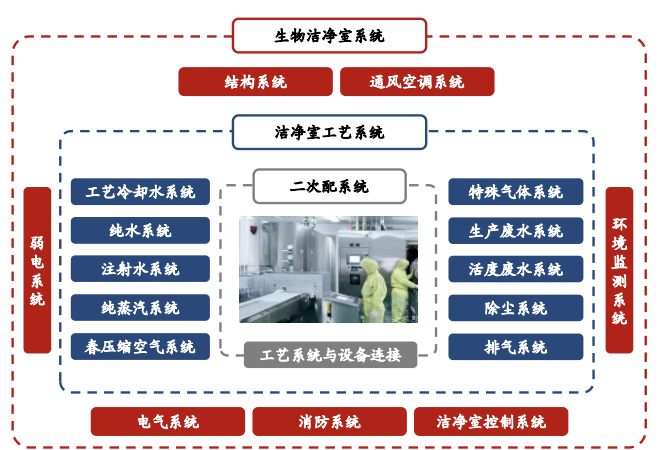 生物洁净室系统
结构系统
通风空调系统
洁净室工艺系统
弱电系统
工艺冷却水系统
纯水系统
注射水系统
纯蒸汽系统
春压缩空气系统
二次配系统
工艺系统与设备连接
特殊气体系统
生产废水系统
活度废水系统
除尘系统
排气系统
环境监测系统
电气系统
消防系统
洁净室控制系统